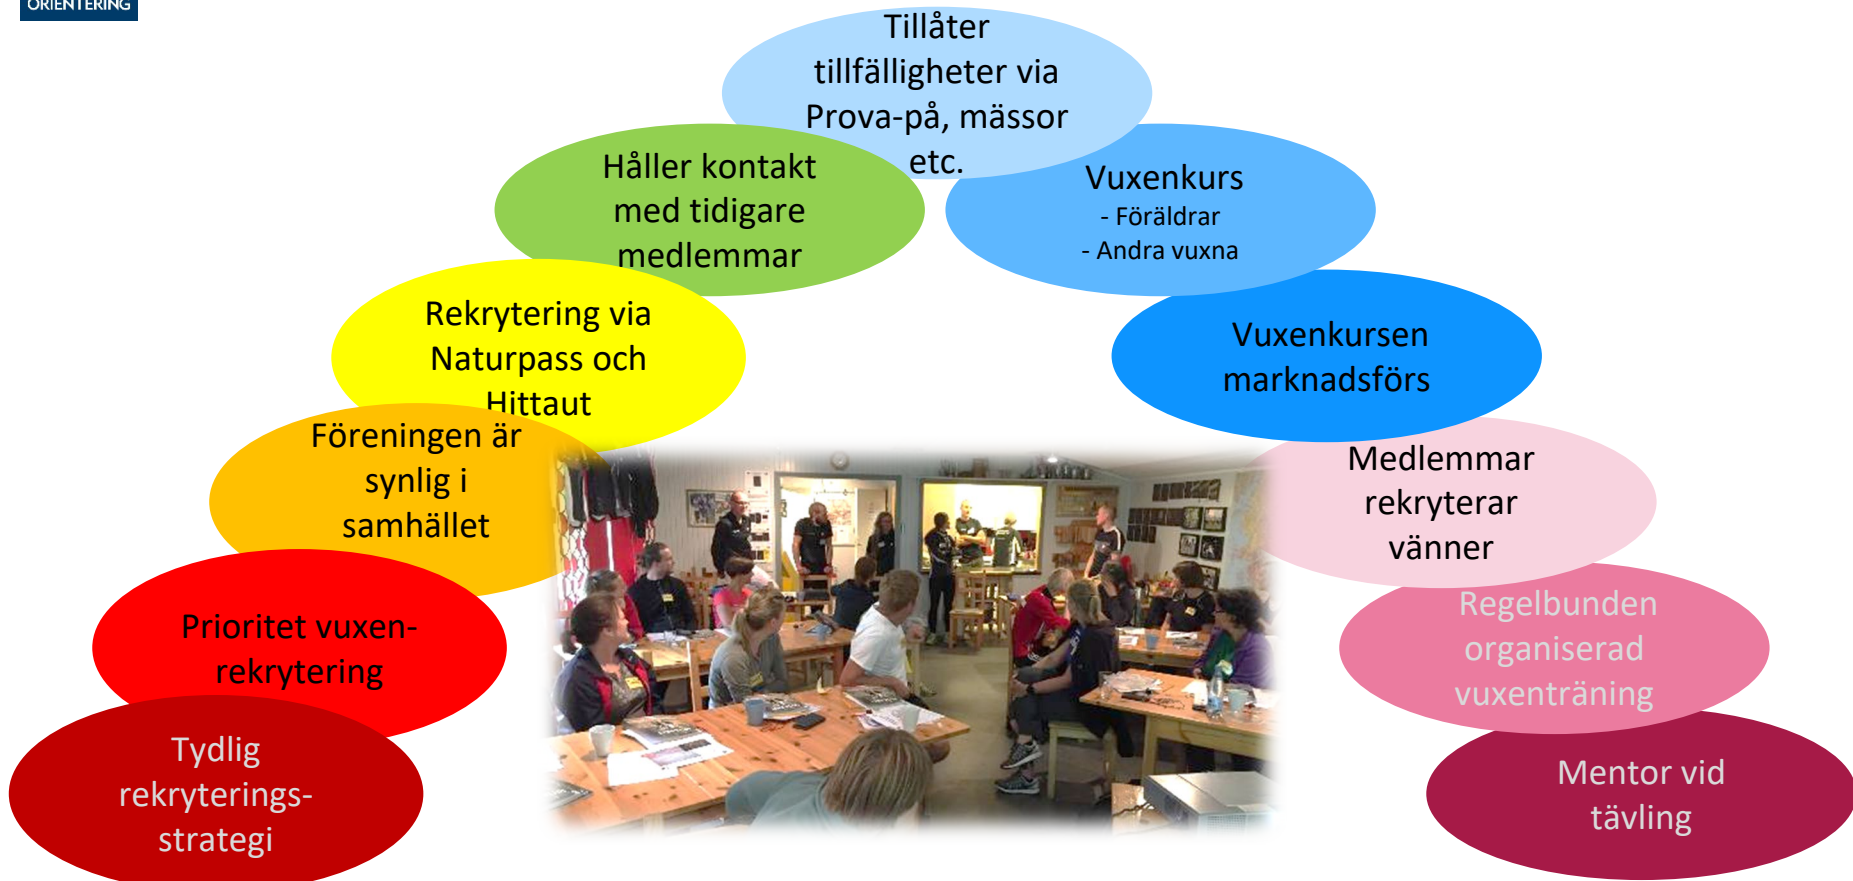 ORIENTERING
Tillåter
tillfälligheter via
Prova-på, mässor
etc.
Håller kontakt
med tidigare
medlemmar
Vuxenkurs
- Föräldrar
- Andra vuxna
Rekrytering via
Naturpass och
Hittaut
Vuxenkursen
marknadsförs
Föreningen är
synlig i
samhället
Medlemmar
rekryterar
vänner
Prioritet vuxen-
rekrytering
Regelbunden
organiserad
vuxenträning
Tydlig
rekryterings-
strategi
Mentor vid
tävling